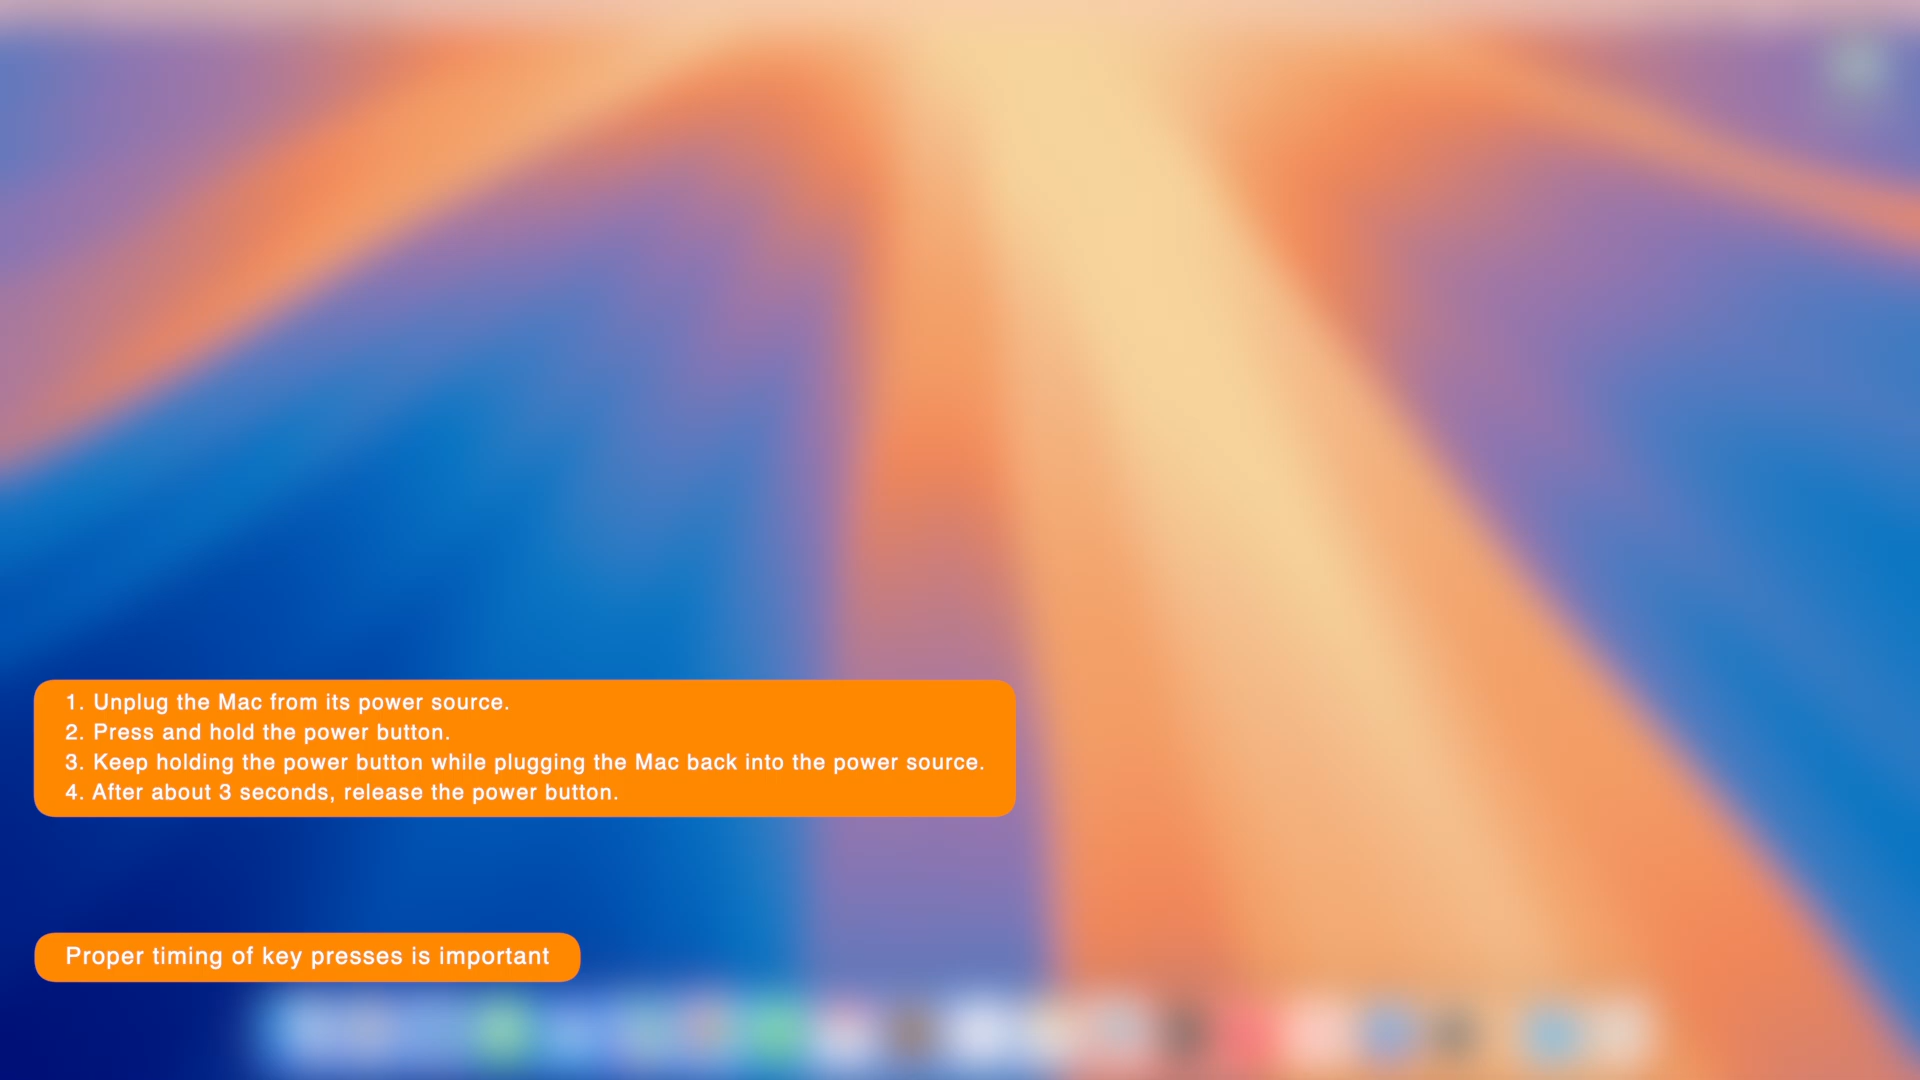 1. Unplug the Mac from its power source.
2. Press and hold the power button.
3. Keep holding the power button while plugging the Mac back into the power source.
4. After about 3 seconds, release the power button.
Proper timing of key presses is important